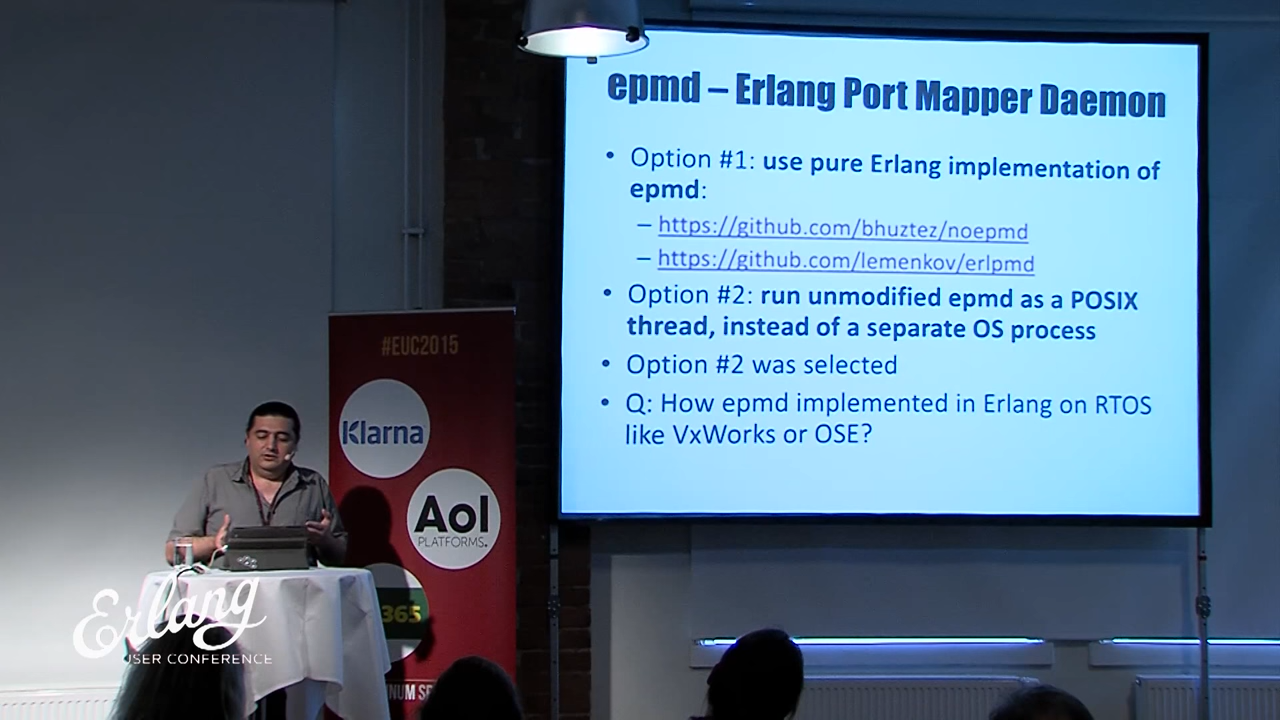 epmd – Erlang Port Mapper Daemon
• Option #1: use pure Erlang implementation of
epmd:
– https://github.com/bhuztez/noepmd
– https://github.com/lemenkov/erlpmd
• Option #2: run unmodified epmd as a POSIX
thread, instead of a separate OS process
• Option #2 was selected
• Q: How epmd implemented in Erlang on RTOS
like VxWorks or OSE?
#EUC2015
Klarna
Aol
PLATFORMS.
365
Erlang
USER CONFERENCE